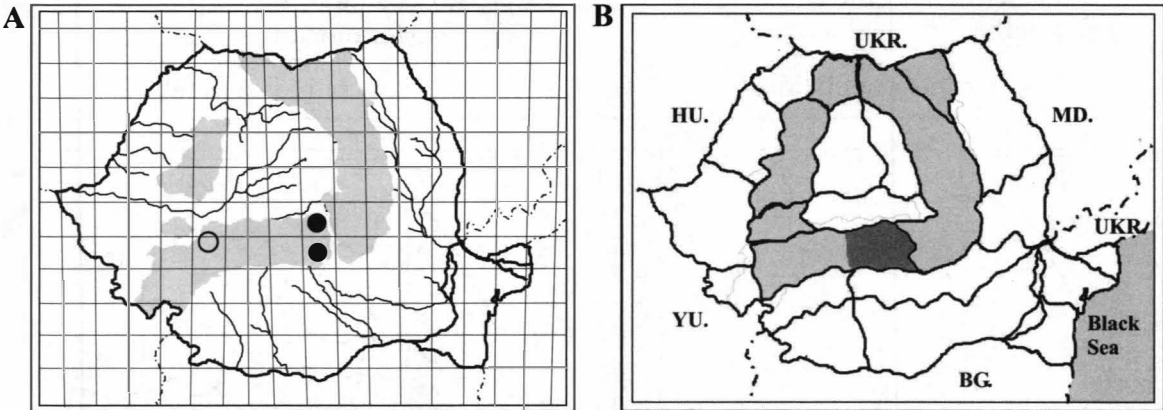 A
B
UKR.
HU.
MD.
UKR.
YU.
Black
Sea
BG.